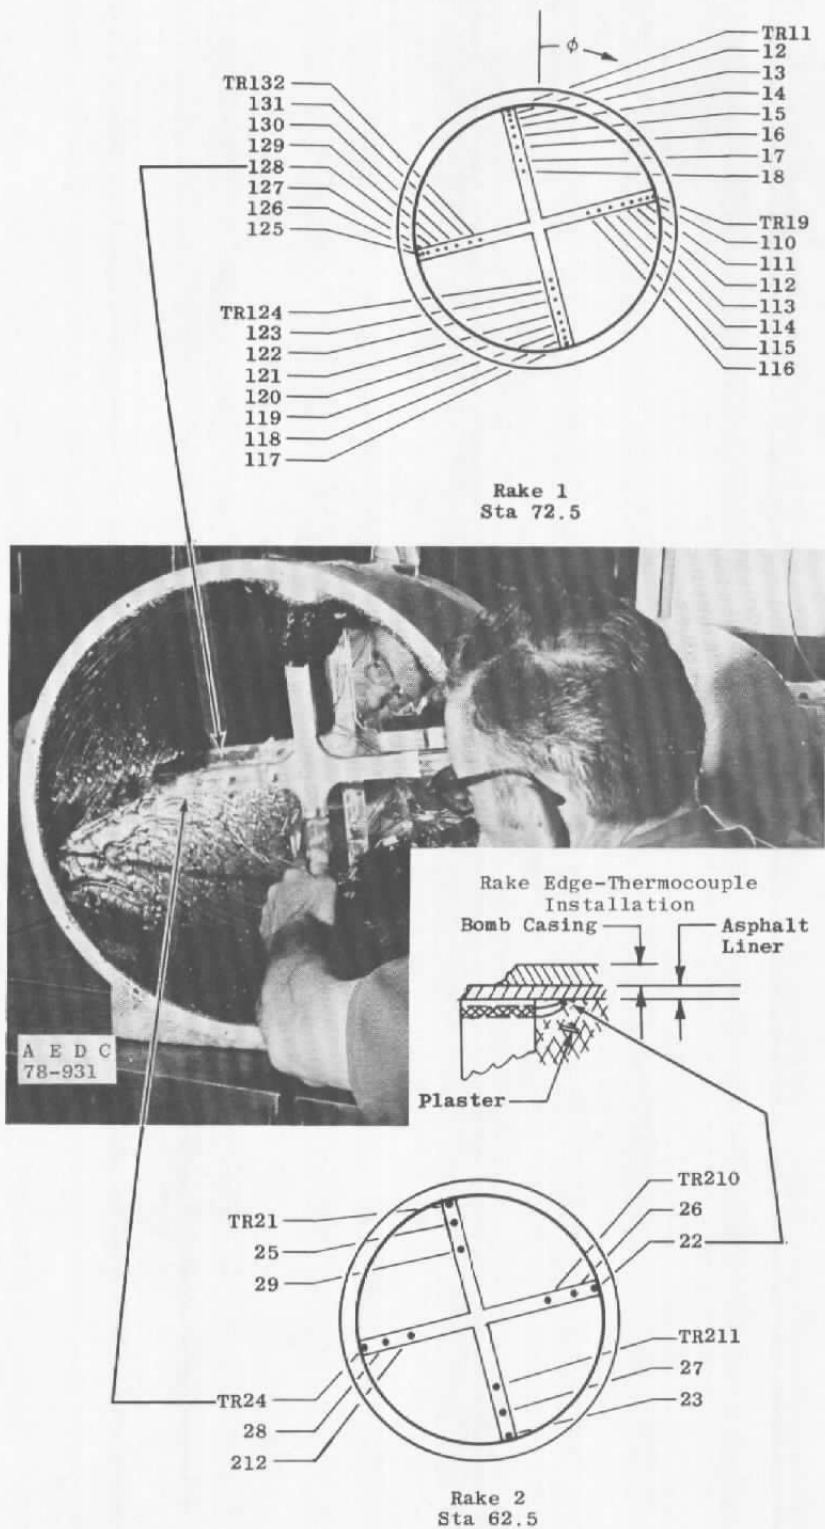 ϕ
TR11
12
13
14
15
16
17
18
TR132
131
130
129
128
127
126
125
TR19
110
111
112
113
114
115
116
TR124
123
122
121
120
119
118
117
Rake 1
Sta 72.5
Rake Edge-Thermocouple
Installation
Bomb Casing
Asphalt
Liner
Plaster
A E D C
78-931
TR21
25
29
TR210
26
22
TR211
27
23
TR24
28
212
Rake 2
Sta 62.5